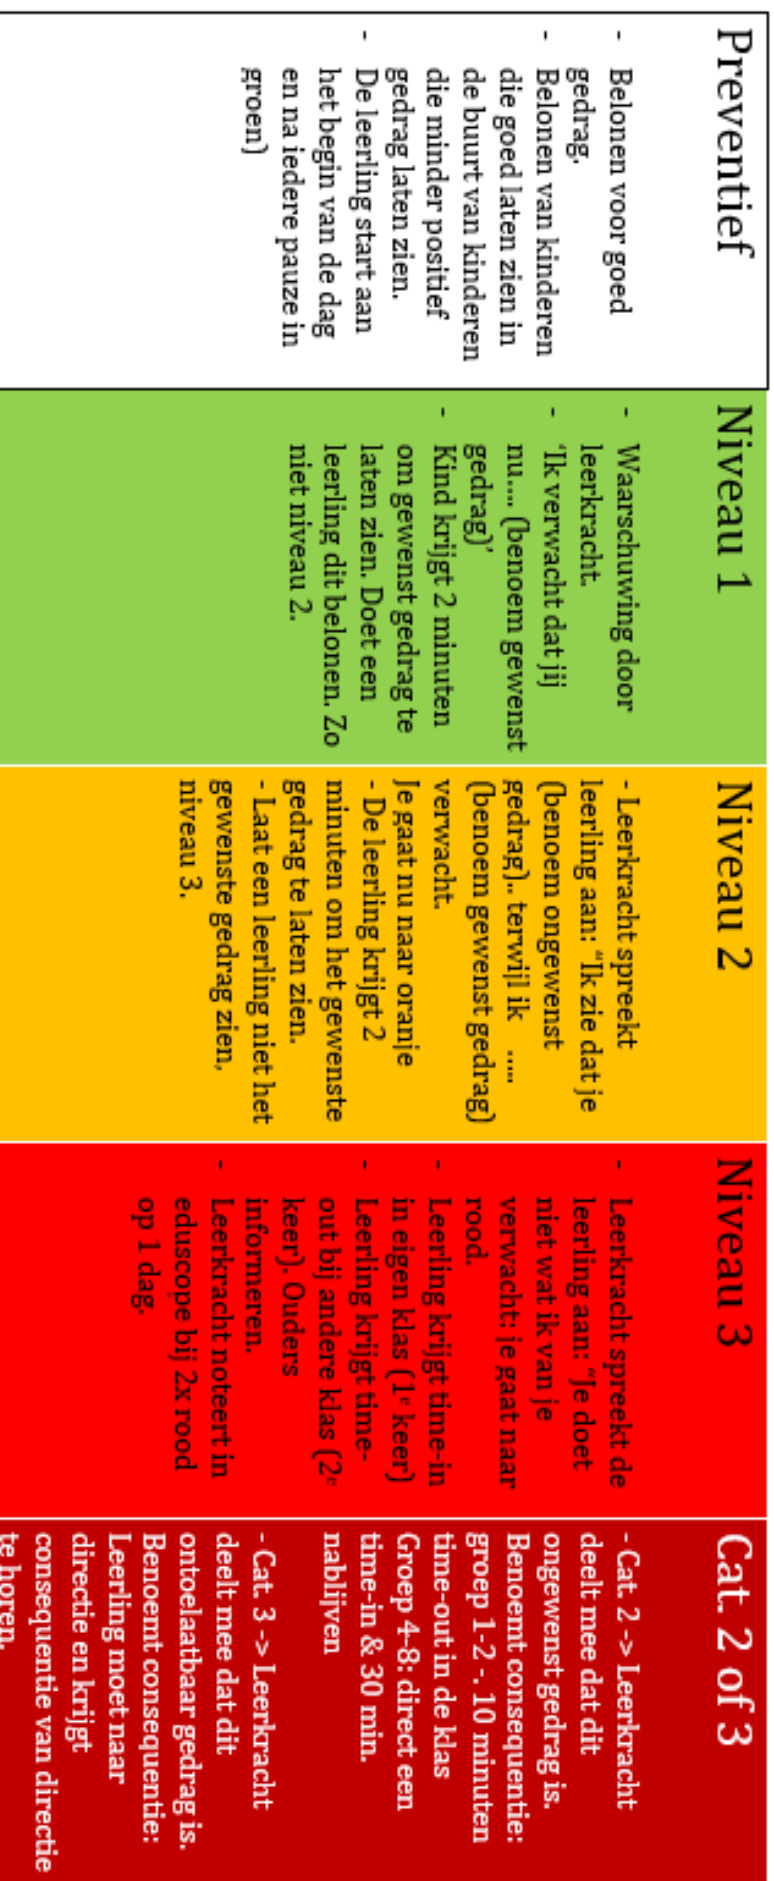 Preventief
- Belonen voor goed
gedrag.
- Belonen van kinderen
die goed laten zien in
de buurt van kinderen
die minder positief
gedrag laten zien.
- De leerling start aan
het begin van de dag
en na iedere pauze in
groen)
Niveau 1
- Waarschuwing door
leerkracht.
- 'Ik verwacht dat jij
nu.... (benoem gewenst
gedrag)'
- Kind krijgt 2 minuten
om gewenst gedrag te
laten zien. Doet een
leerling dit belonen. Zo
niet niveau 2.
Niveau 2
- Leerkracht spreekt
leerling aan: "Ik zie dat je
(benoem ongewenst
gedrag).. terwijl ik .....
(benoem gewenst gedrag)
verwacht.
Je gaat nu naar oranje
- De leerling krijgt 2
minuten om het gewenste
gedrag te laten zien.
- Laat een leerling niet het
gewenste gedrag zien,
niveau 3.
Niveau 3
- Leerkracht spreekt de
leerling aan: "Je doet
niet wat ik van je
verwacht: je gaat naar
rood.
- Leerling krijgt time-in
in eigen klas (1e keer)
- Leerling krijgt time-
out bij andere klas (2e
keer). Ouders
informeren.
- Leerkracht noteert in
eduscope bij 2x rood
op 1 dag.
Cat. 2 of 3
- Cat. 2 -> Leerkracht
deelt mee dat dit
ongewenst gedrag is.
Benoemt consequentie:
groep 1-2 -. 10 minuten
time-out in de klas
Groep 4-8: direct een
time-in & 30 min.
nablijven
- Cat. 3 -> Leerkracht
deelt mee dat dit
ontoelaatbaar gedrag is.
Benoemt consequentie:
Leerling moet naar
directie en krijgt
consequentie van directie
te horen.